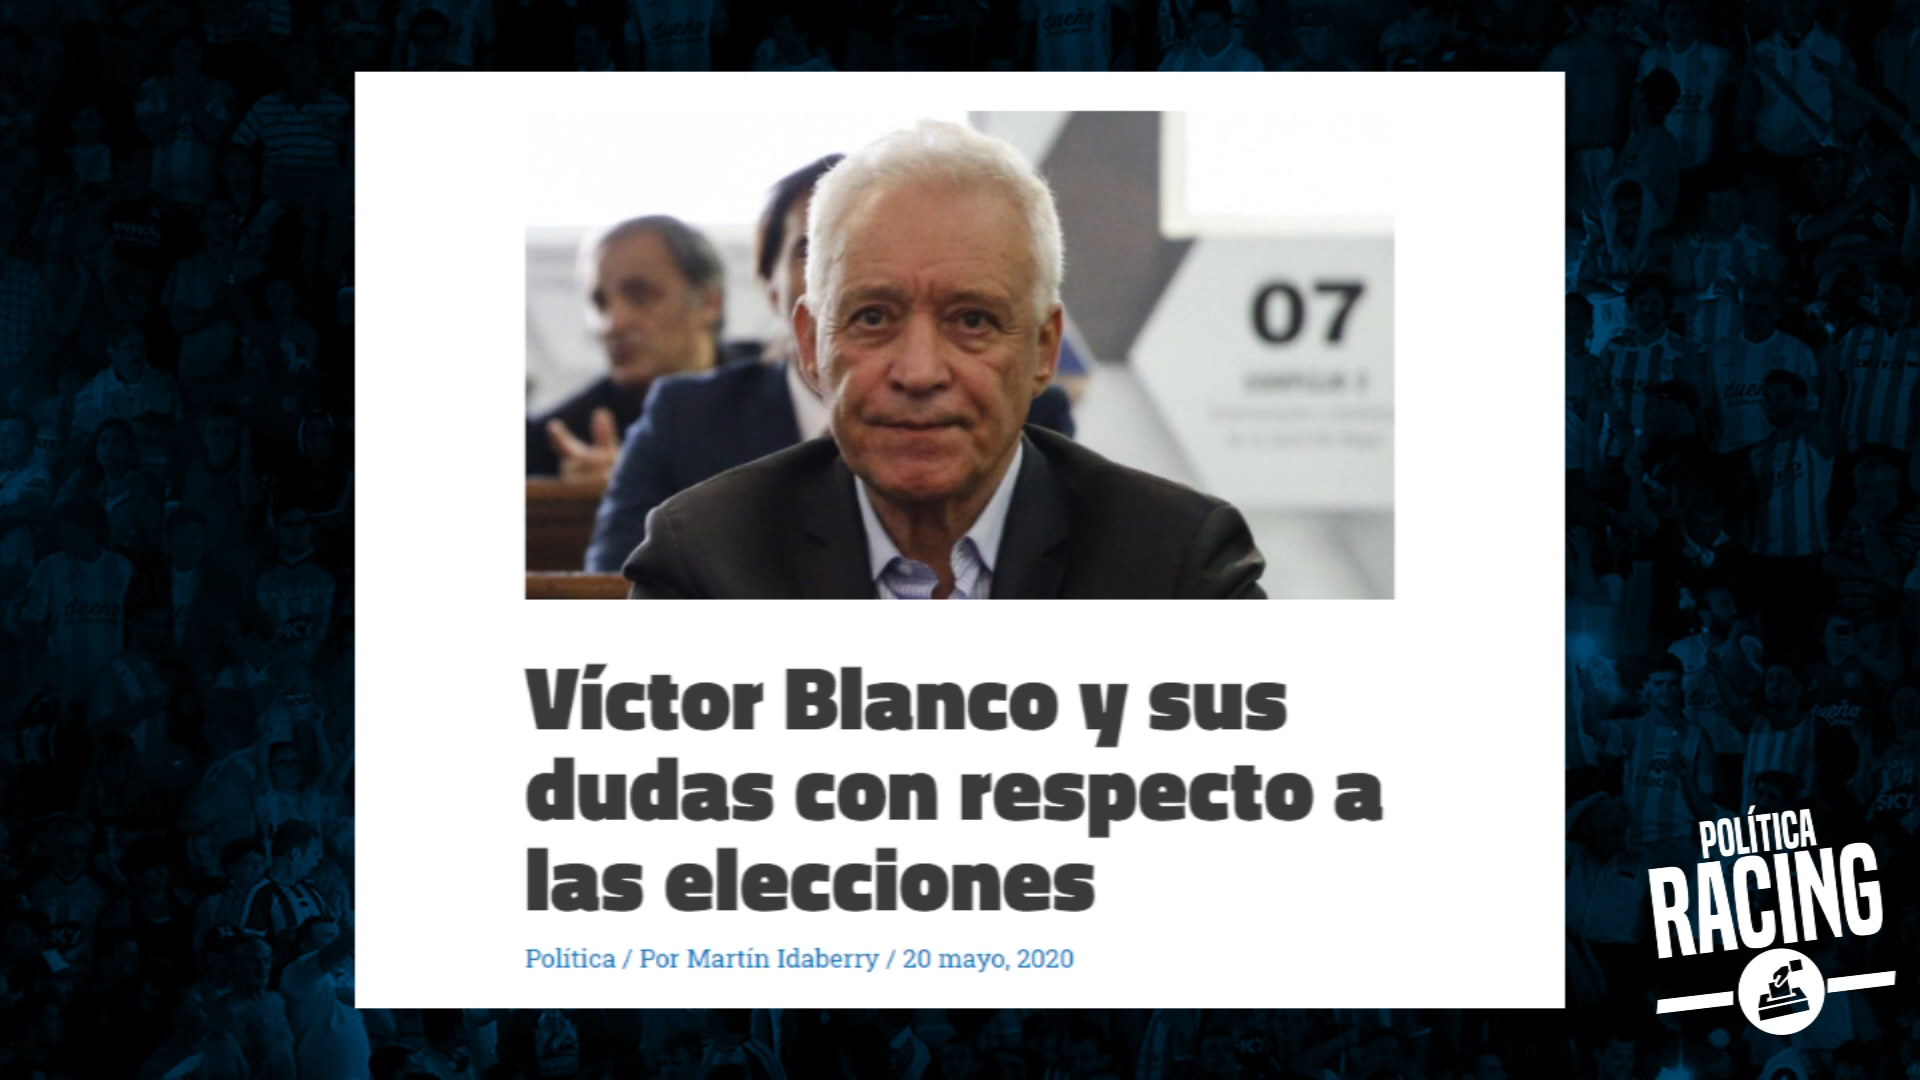 07
Víctor Blanco y sus
dudas con respecto a
las elecciones
Política / Por Martín Idaberry / 20 mayo, 2020
POLÍTICA
RACING